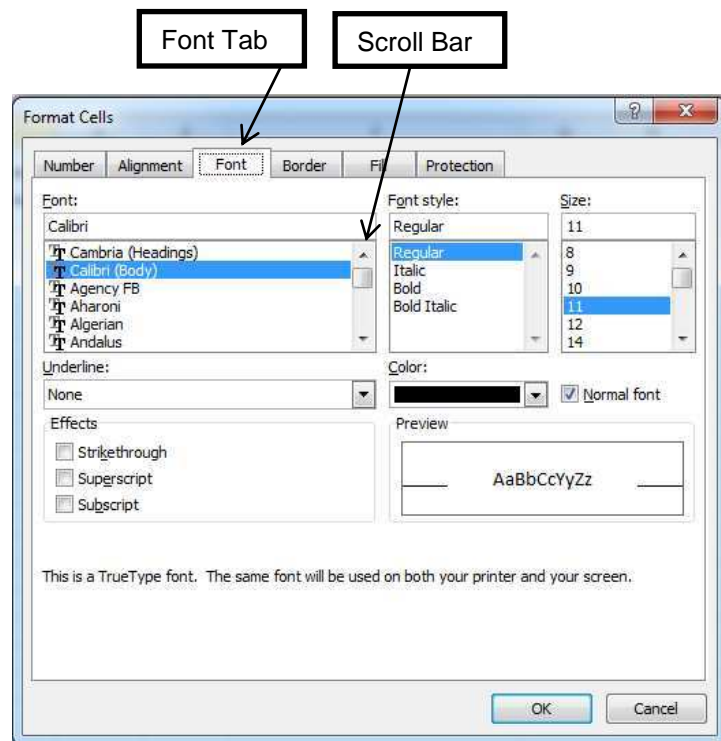 Font Tab
Scroll Bar
Format Cells
Number Alignment Font Border Fill Protection
Font: Font style: Size:
Calibri Regular 11
Cambria (Headings) Regular 8
Calibri (Body) Italic 9
Agency FB Bold 10
Aharoni Bold Italic 11
Algerian 12
Andalus 14
Underline: Color:
None Normal font
Effects Preview
Strikethrough
Superscript AaBbCcYyZz
Subscript
This is a TrueType font. The same font will be used on both your printer and your screen.
OK Cancel